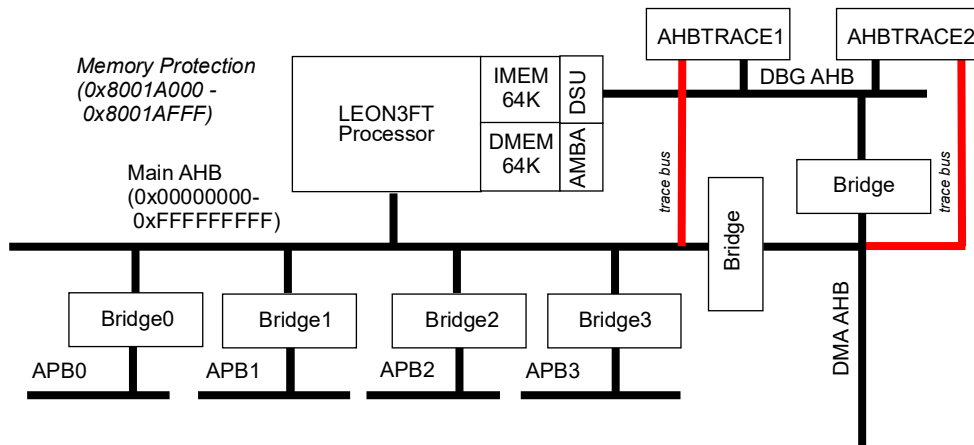 AHBTRACE1
AHBTRACE2
DBG AHB
Memory Protection
(0x8001A000 -
0x8001AFFF)
LEON3FT
Processor
IMEM
64K
DSU
DMEM
64K
AMBA
Main AHB
(0x00000000-
0xFFFFFFFFFF)
trace bus
Bridge
Bridge
trace bus
Bridge0
Bridge1
Bridge2
Bridge3
DMA AHB
APB0
APB1
APB2
APB3